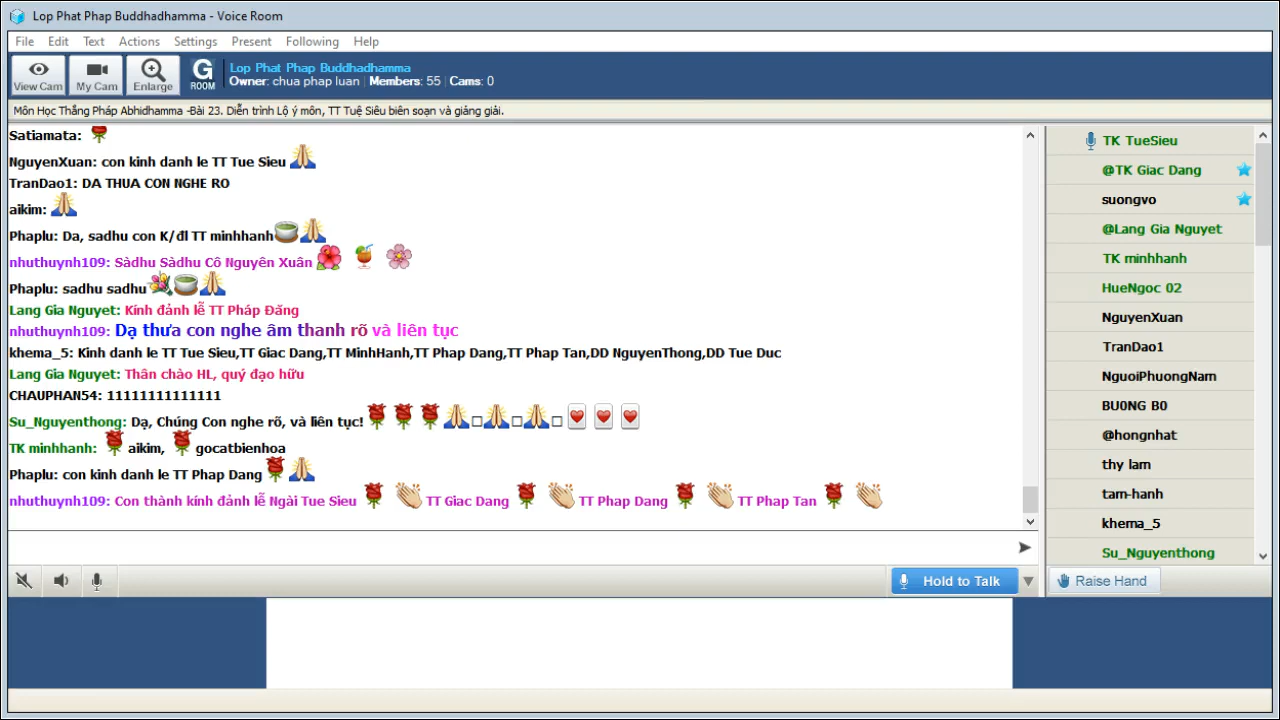 Lop Phat Phap Buddhadhamma - Voice Room
File Edit Text Actions Settings Present Following Help
View Cam My Cam Enlarge G ROOM
Lop Phat Phap Buddhadhamma
Owner: chua phap luan Members: 55 Cams: 0
Môn Học Thắng Pháp Abhidhamma -Bài 23. Diễn trình Lộ ý môn, TT Tuệ Siêu biên soạn và giảng giải.
Satiamata:
NguyenXuan: con kinh danh le TT Tue Sieu
TranDao1: DA THUA CON NGHE RO
aikim:
Phaplu: Da, sadhu con K/đl TT minhhanh
nhuthuynh109: Sàdhu Sàdhu Cô Nguyên Xuân
Phaplu: sadhu sadhu
Lang Gia Nguyet: Kính đảnh lễ TT Pháp Đăng
nhuthuynh109: Dạ thưa con nghe âm thanh rõ và liên tục
khema_5: Kinh danh le TT Tue Sieu,TT Giac Dang,TT MinhHanh,TT Phap Dang,TT Phap Tan,DD NguyenThong,DD Tue Duc
Lang Gia Nguyet: Thân chào HL, quý đạo hữu
CHAUPHAN54: 11111111111111
Su_Nguyenthong: Dạ, Chúng Con nghe rõ, và liên tục!
TK minhhanh: aikim, gocatbienhoa
Phaplu: con kinh danh le TT Phap Dang
nhuthuynh109: Con thành kính đảnh lễ Ngài Tue Sieu TT Giac Dang TT Phap Dang TT Phap Tan
TK TueSieu
@TK Giac Dang
suongvo
@Lang Gia Nguyet
TK minhhanh
HueNgoc 02
NguyenXuan
TranDao1
NguoiPhuongNam
BU0NG B0
@hongnhat
thy lam
tam-hanh
khema_5
Su_Nguyenthong
Hold to Talk
Raise Hand